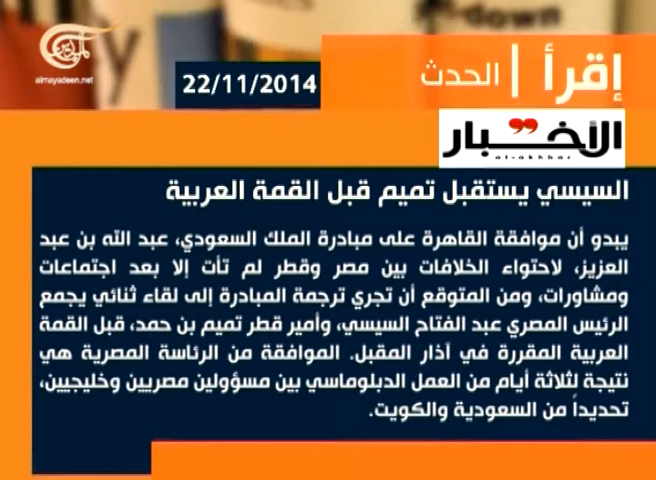 down
y
الميادين
almayadeen.net
22/11/2014
إقرأ | الحدث
الأخبار
al-akhbar
السيسي يستقبل تميم قبل القمة العربية
يبدو أن موافقة القاهرة على مبادرة الملك السعودي، عبد الله بن عبد
العزيز، لاحتواء الخلافات بين مصر وقطر لم تأت إلا بعد اجتماعات
ومشاورات، ومن المتوقع أن تجري ترجمة المبادرة إلى لقاء ثنائي يجمع
الرئيس المصري عبد الفتاح السيسي، وأمير قطر تميم بن حمد، قبل القمة
العربية المقررة في آذار المقبل. الموافقة من الرئاسة المصرية هي
نتيجة لثلاثة أيام من العمل الدبلوماسي بين مسؤولين مصريين وخليجيين،
تحديداً من السعودية والكويت.